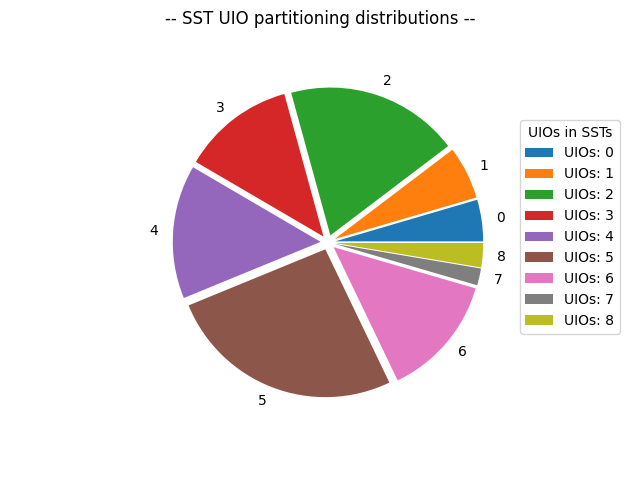 -- SST UIO partitioning distributions --
2
3
1
UIOs in SSTs
UIOs: 0
UIOs: 1
UIOs: 2
UIOs: 3
UIOs: 4
UIOs: 5
UIOs: 6
UIOs: 7
UIOs: 8
0
4
8
7
6
5